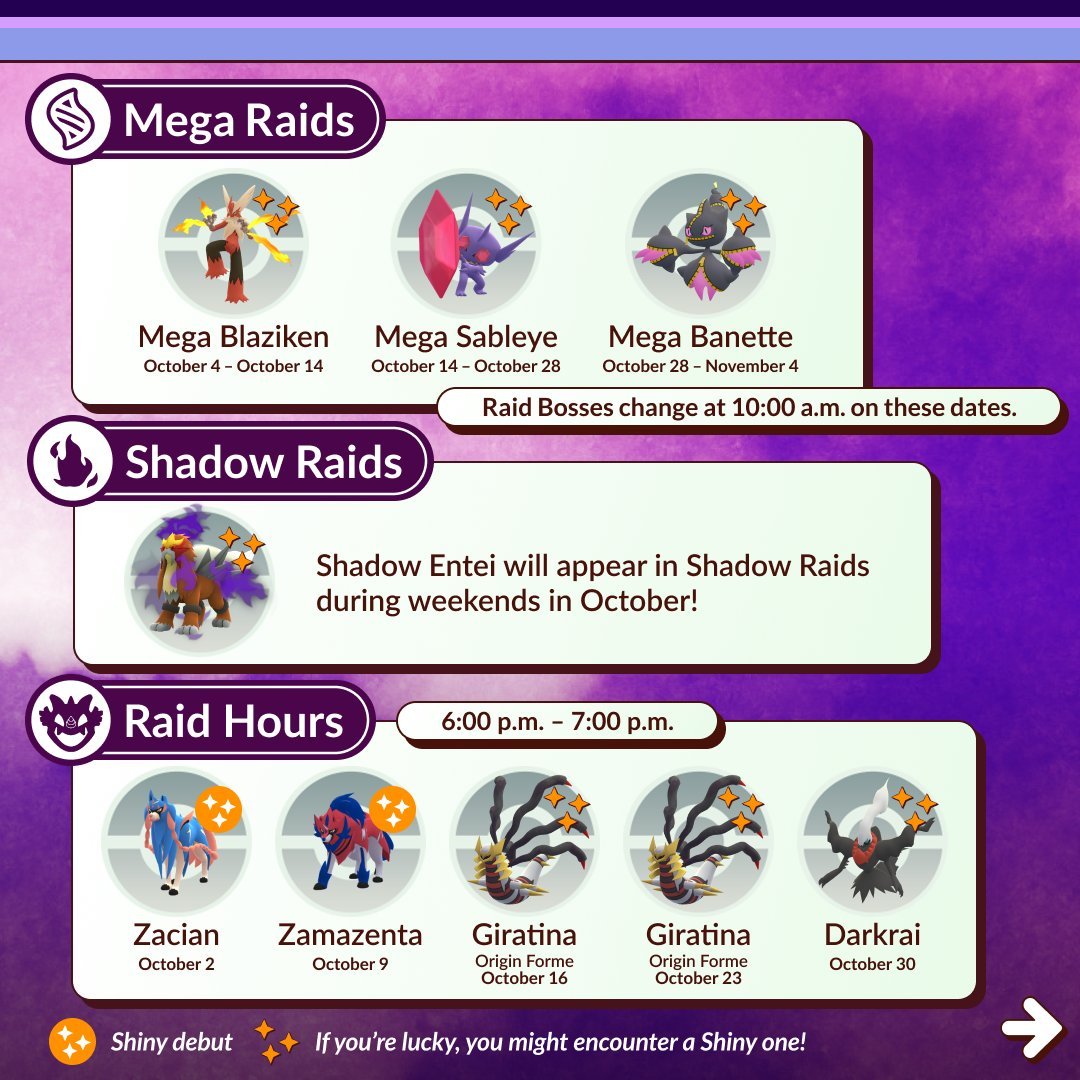 Mega Raids
Mega Blaziken
October 4 – October 14
Mega Sableye
October 14 – October 28
Mega Banette
October 28 – November 4
Raid Bosses change at 10:00 a.m. on these dates.
Shadow Raids
Shadow Entei will appear in Shadow Raids
during weekends in October!
Raid Hours
6:00 p.m. – 7:00 p.m.
Zacian
October 2
Zamazenta
October 9
Giratina
Origin Forme
October 16
Giratina
Origin Forme
October 23
Darkrai
October 30
Shiny debut
If you're lucky, you might encounter a Shiny one!